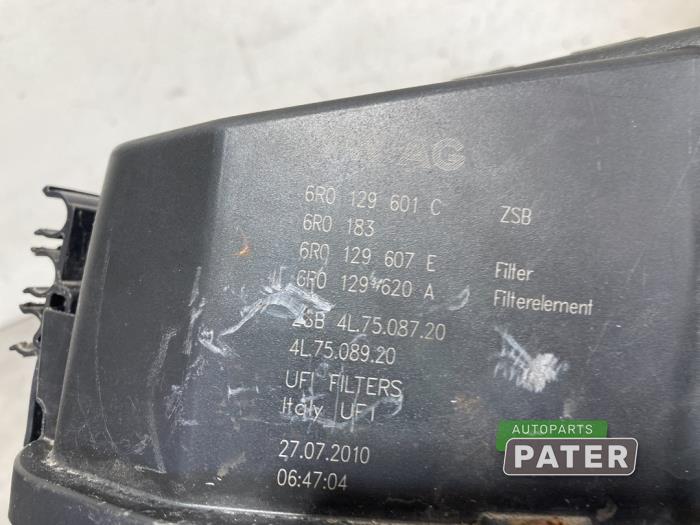 AG
6R0 129 601 C ZSB
6R0 183
6R0 129 607 E Filter
6R0 129 620 A Filterelement
ZSB 4L.75.087.20
4L.75.089.20
UFI FILTERS
Italy UFI
27.07.2010
06:47:04
AUTOPARTS
PATER